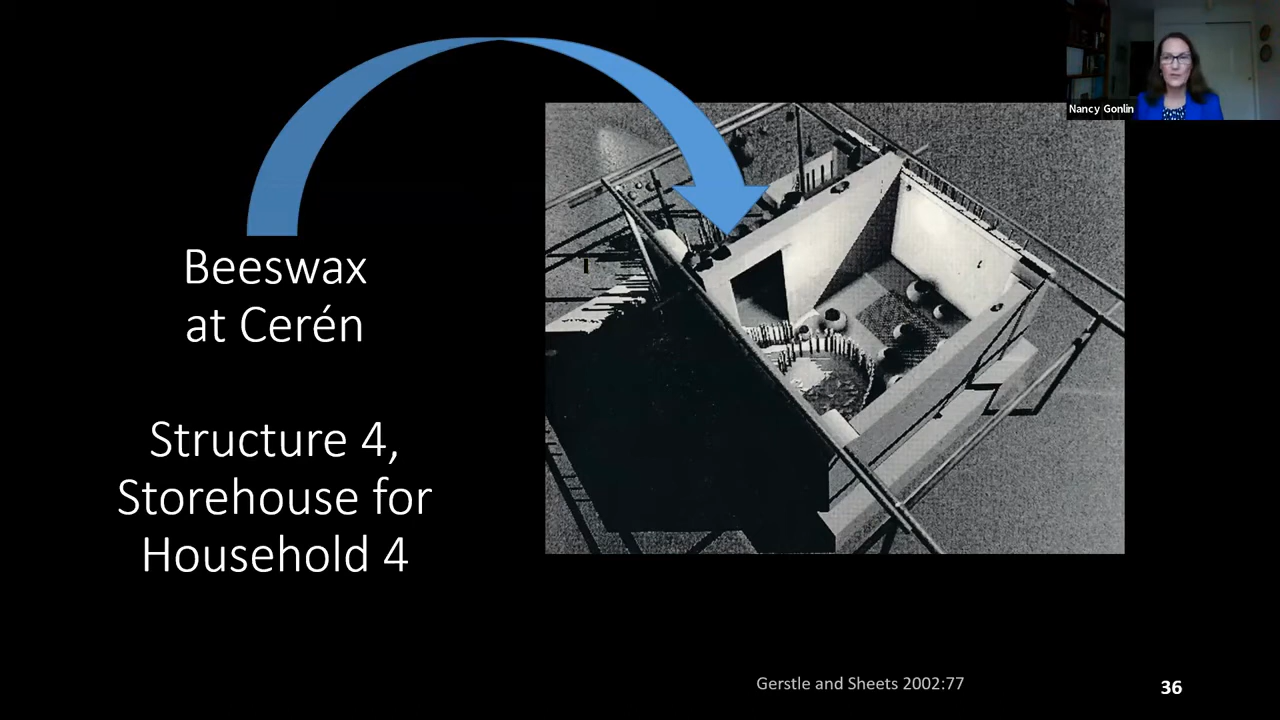 Nancy Gonlin
Beeswax
at Cerén
Structure 4,
Storehouse for
Household 4
Gerstle and Sheets 2002:77
36